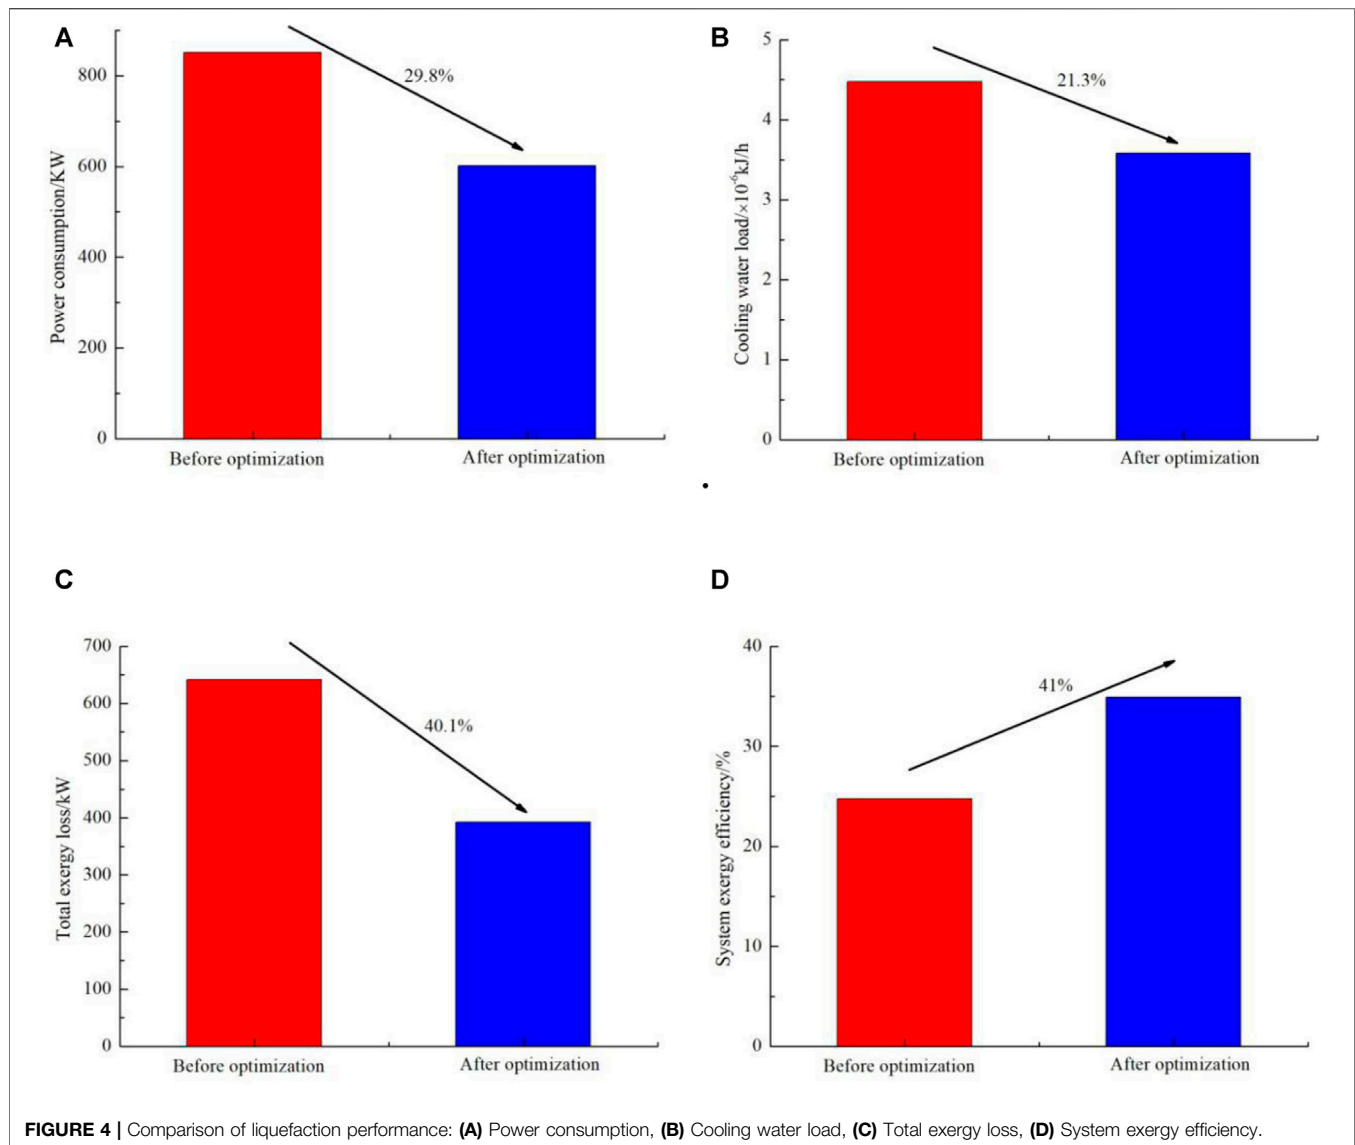 A
800
600
400
200
0
Power consumption/KW
29.8%
Before optimization
After optimization
B
5
4
3
2
1
0
Cooling water load/×10⁻⁶kJ/h
21.3%
Before optimization
After optimization
C
700
600
500
400
300
200
100
0
Total exergy loss/kW
40.1%
Before optimization
After optimization
D
40
30
20
10
0
System exergy efficiency/%
41%
Before optimization
After optimization
FIGURE 4 | Comparison of liquefaction performance: (A) Power consumption, (B) Cooling water load, (C) Total exergy loss, (D) System exergy efficiency.